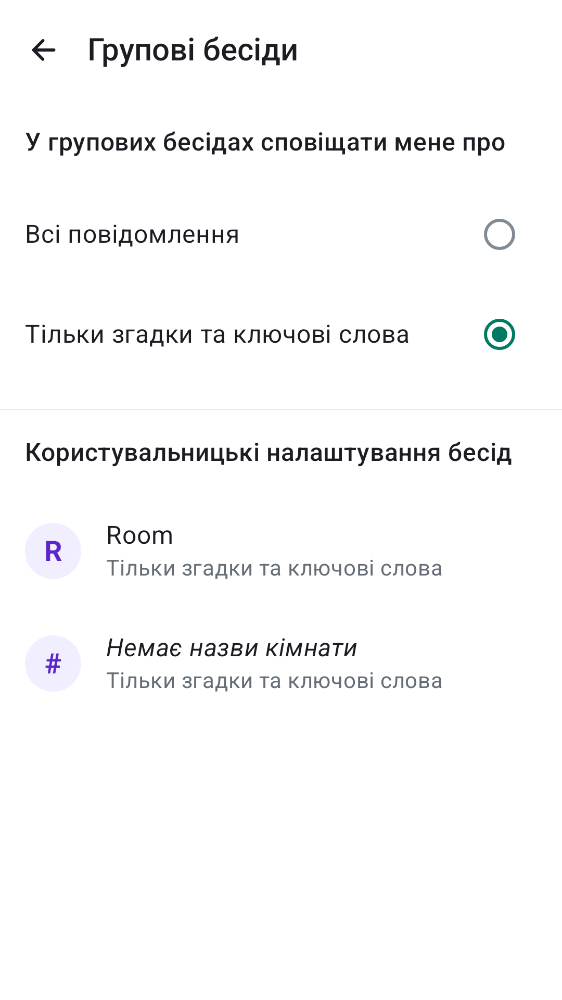 Групові бесіди
У групових бесідах сповіщати мене про
Всі повідомлення
Тільки згадки та ключові слова
Користувальницькі налаштування бесід
R
Room
Тільки згадки та ключові слова
#
Немає назви кімнати
Тільки згадки та ключові слова